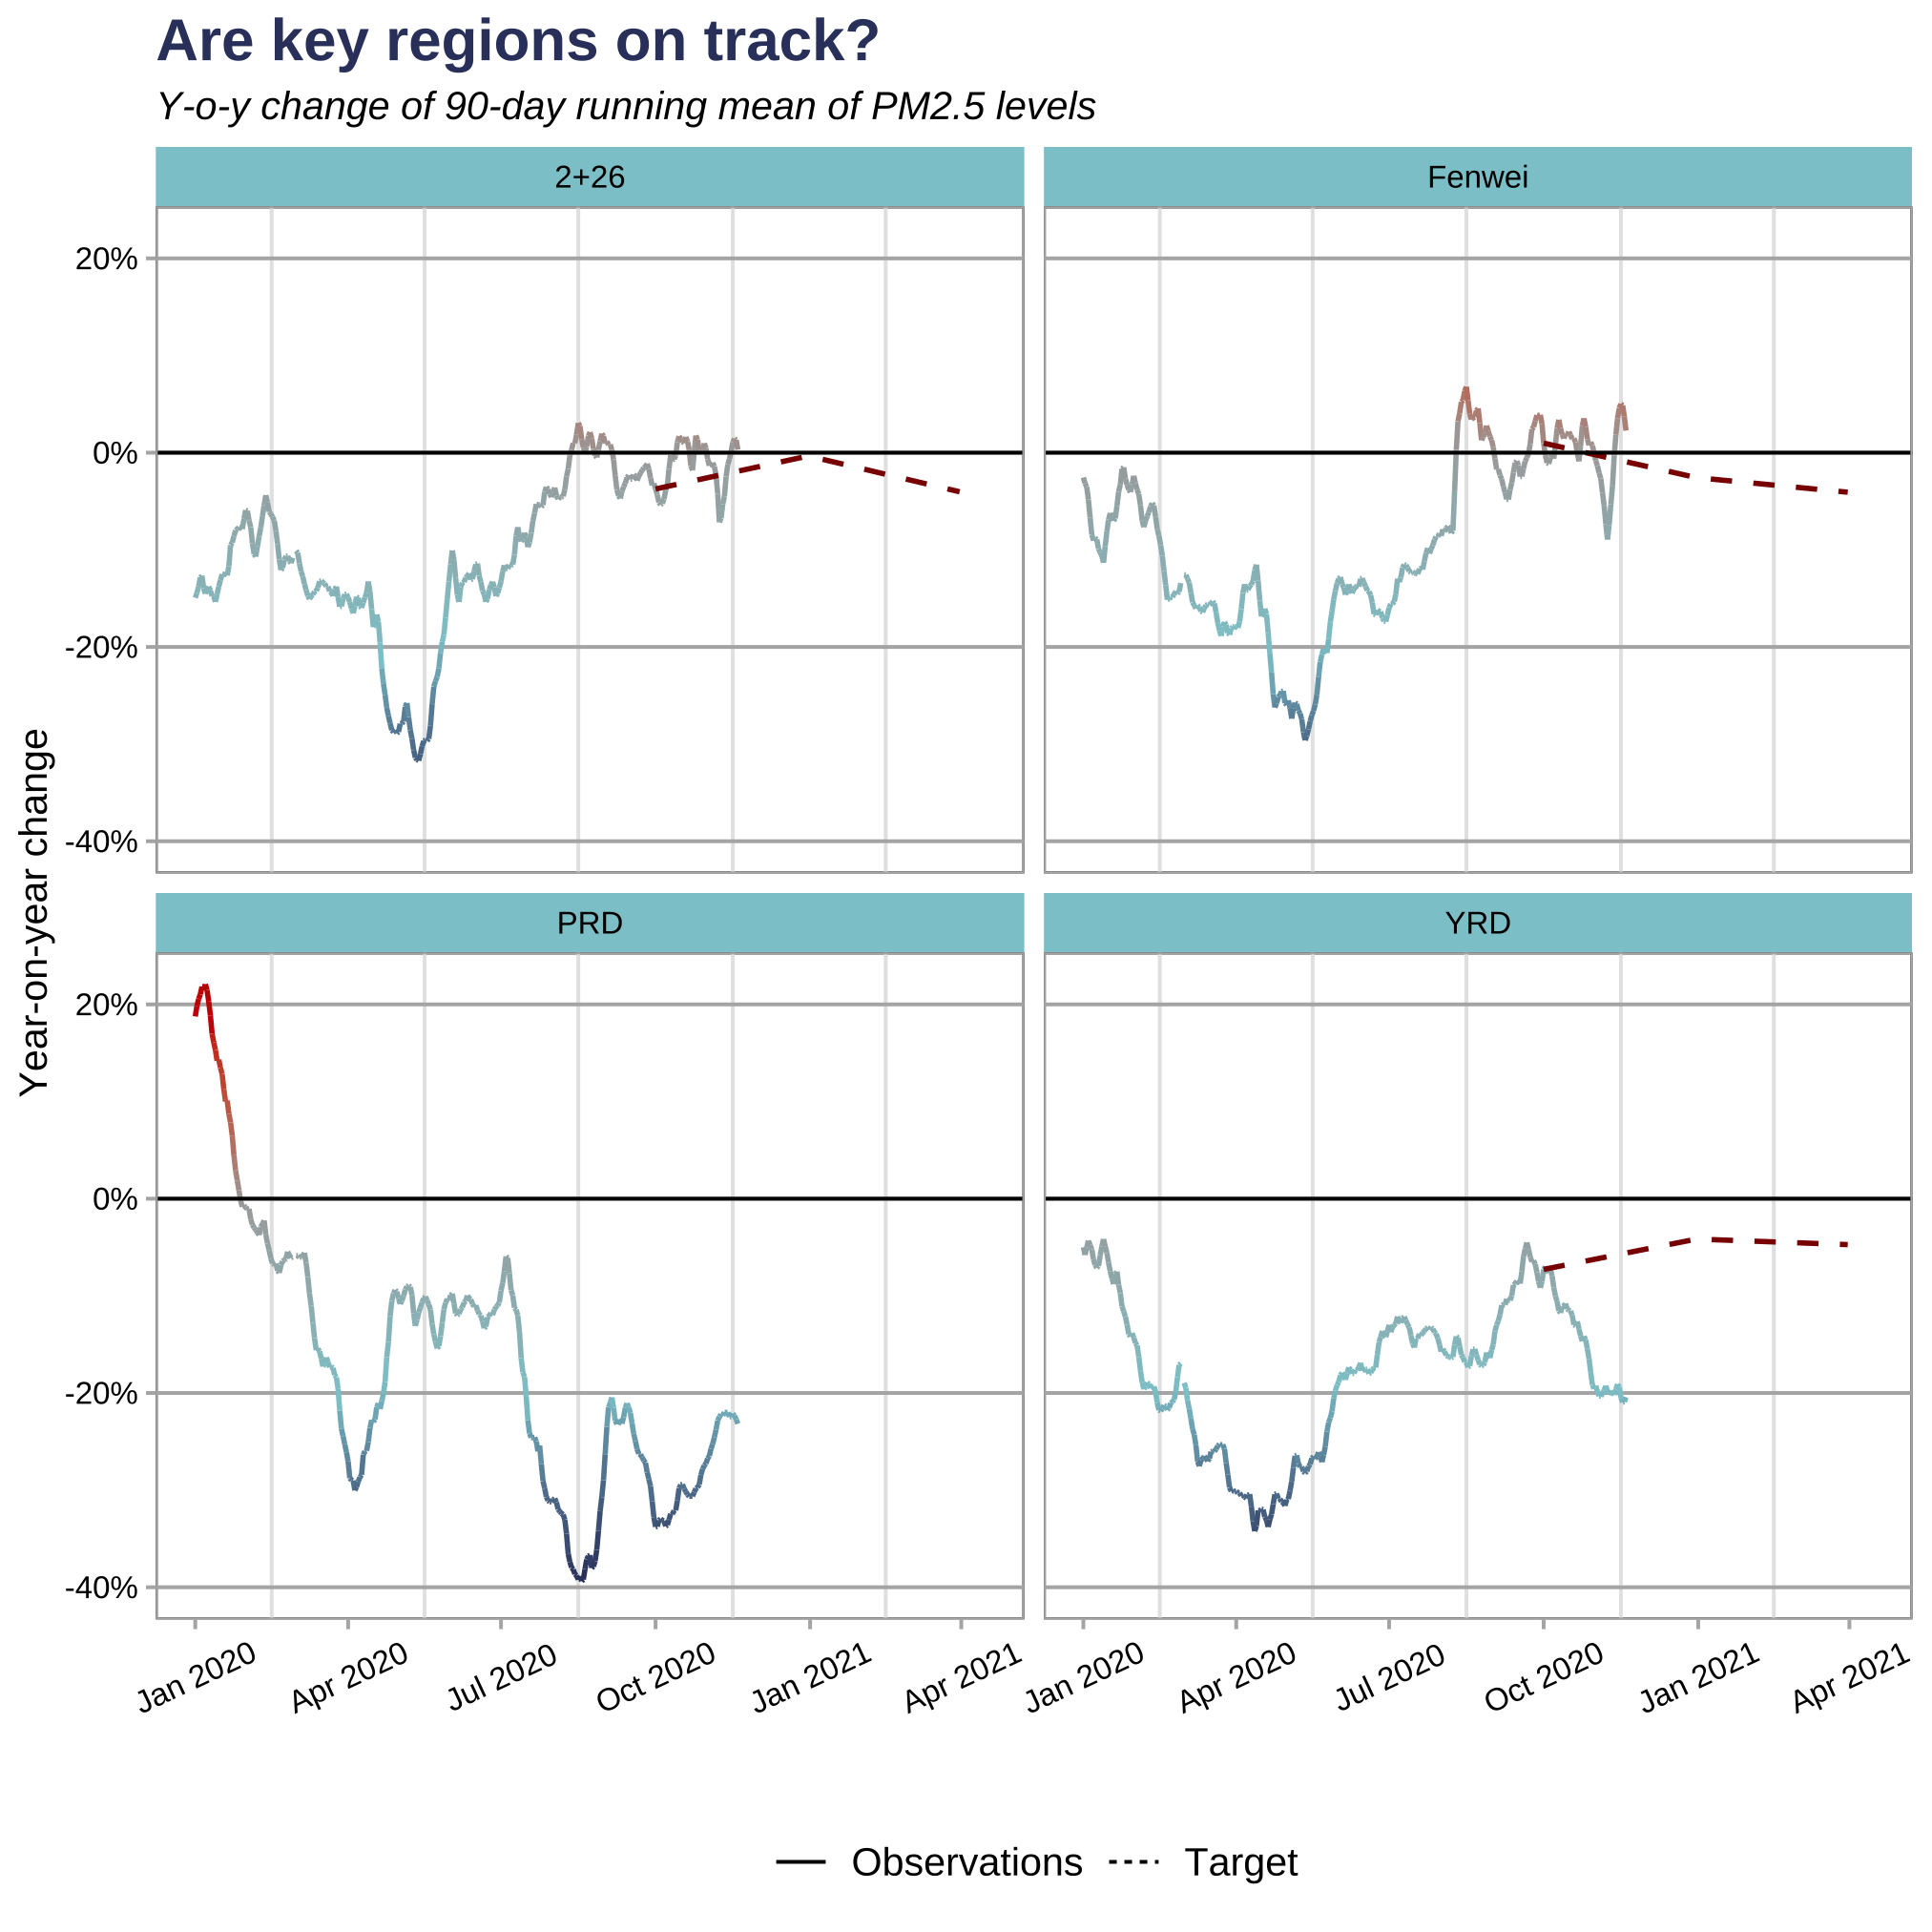 Are key regions on track?
Y-o-y change of 90-day running mean of PM2.5 levels
Year-on-year change
2+26
Fenwei
20%
0%
-20%
-40%
PRD
YRD
20%
0%
-20%
-40%
Jan 2020 Apr 2020 Jul 2020 Oct 2020 Jan 2021 Apr 2021
Jan 2020 Apr 2020 Jul 2020 Oct 2020 Jan 2021 Apr 2021
Observations Target